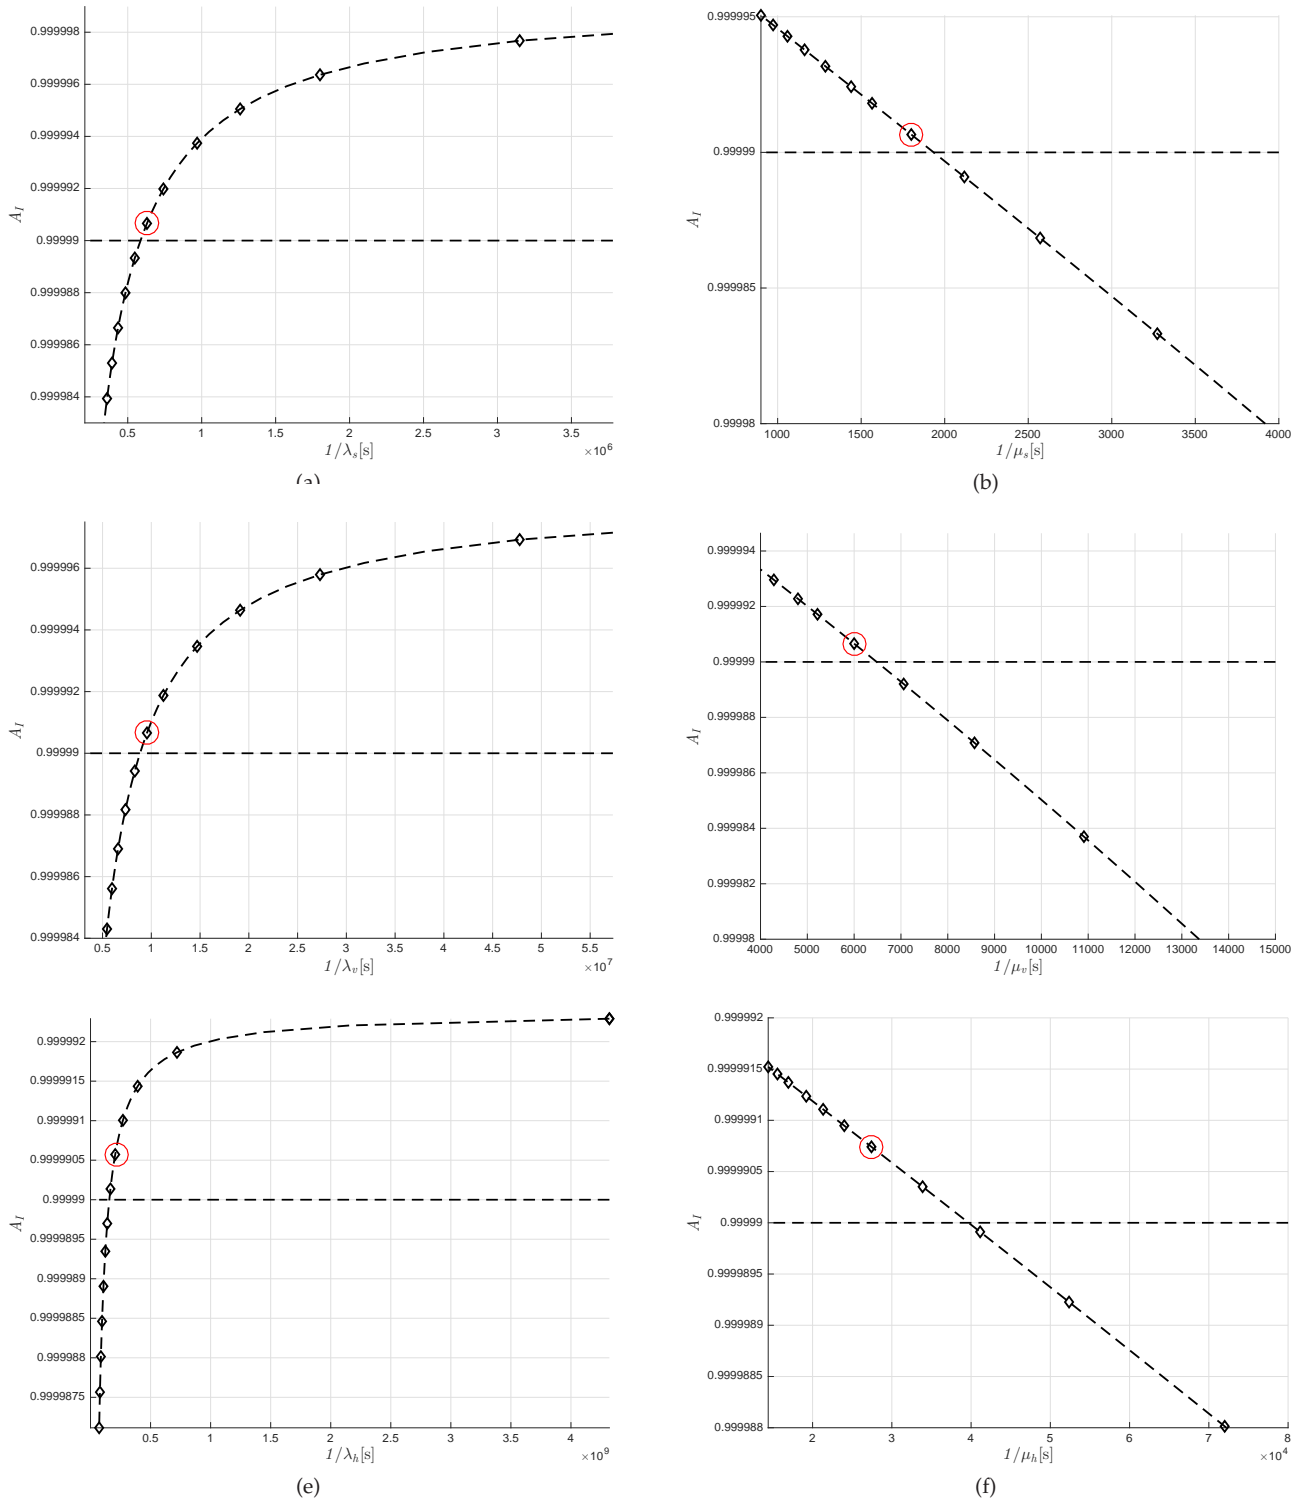 0.999998
0.999996
0.999994
0.999992
0.99999
0.999988
0.999986
0.999984
A_I
0.5 1 1.5 2 2.5 3 3.5
1/λ_s[s]
×10^6
(a)
0.999995
0.99999
0.999985
0.99998
A_I
1000 1500 2000 2500 3000 3500 4000
1/μ_s[s]
(b)
0.999996
0.999994
0.999992
0.99999
0.999988
0.999986
0.999984
A_I
0.5 1 1.5 2 2.5 3 3.5 4 4.5 5 5.5
1/λ_v[s]
×10^7
0.999994
0.999992
0.99999
0.999988
0.999986
0.999984
0.999982
0.99998
A_I
4000 5000 6000 7000 8000 9000 10000 11000 12000 13000 14000 15000
1/μ_v[s]
0.999992
0.9999915
0.999991
0.9999905
0.99999
0.9999895
0.999989
0.9999885
0.999988
0.9999875
A_I
0.5 1 1.5 2 2.5 3 3.5 4
1/λ_h[s]
×10^9
(e)
0.999992
0.9999915
0.999991
0.9999905
0.99999
0.9999895
0.999989
0.9999885
0.999988
A_I
2 3 4 5 6 7 8
1/μ_h[s]
×10^4
(f)